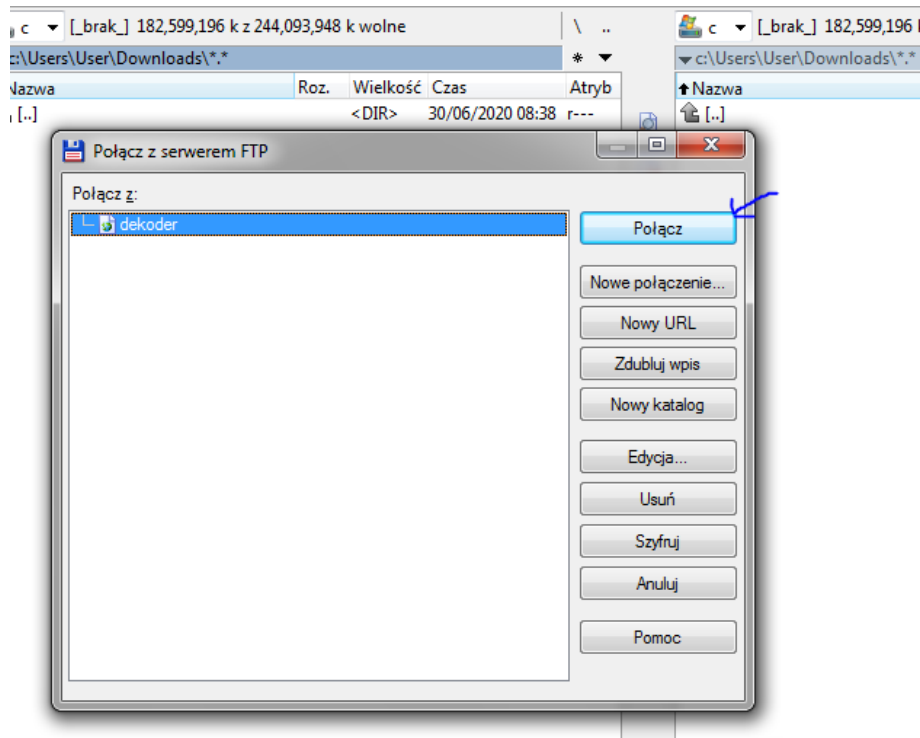 c [_brak_] 182,599,196 k z 244,093,948 k wolne \ .. c [_brak_] 182,599,196
c:\Users\User\Downloads\*.* * c:\Users\User\Downloads\*.*
Nazwa Roz. Wielkość Czas Atryb Nazwa
[..] <DIR> 30/06/2020 08:38 r--- [..]
Połącz z serwerem FTP
Połącz z:
dekoder
Połącz
Nowe połączenie...
Nowy URL
Zdubluj wpis
Nowy katalog
Edycja...
Usuń
Szyfruj
Anuluj
Pomoc